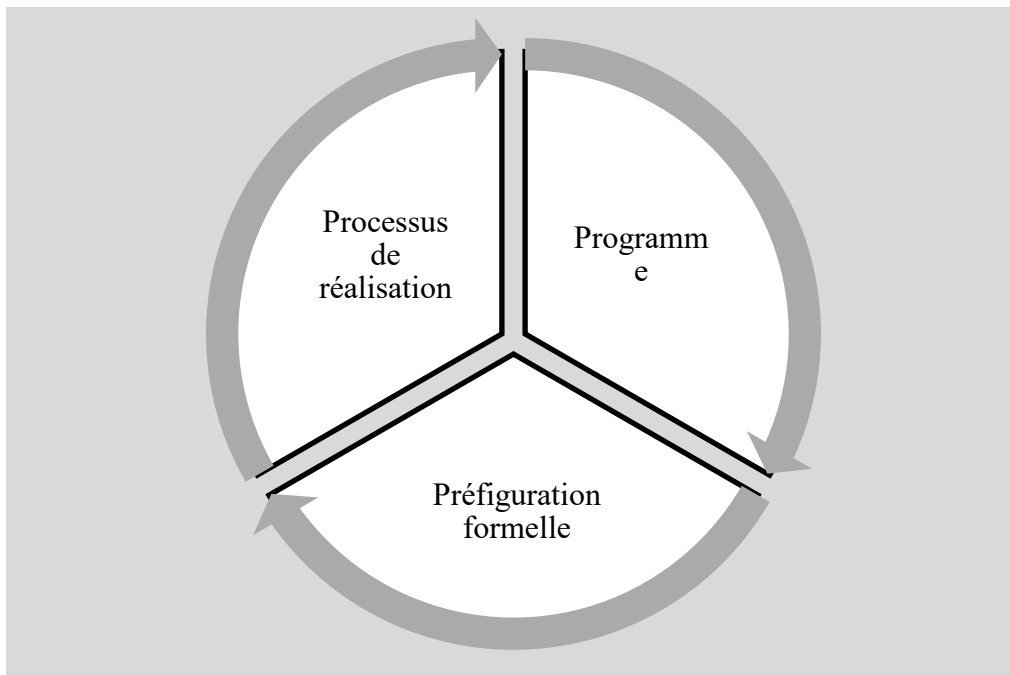 Processus
de
réalisation
Programm
e
Préfiguration
formelle